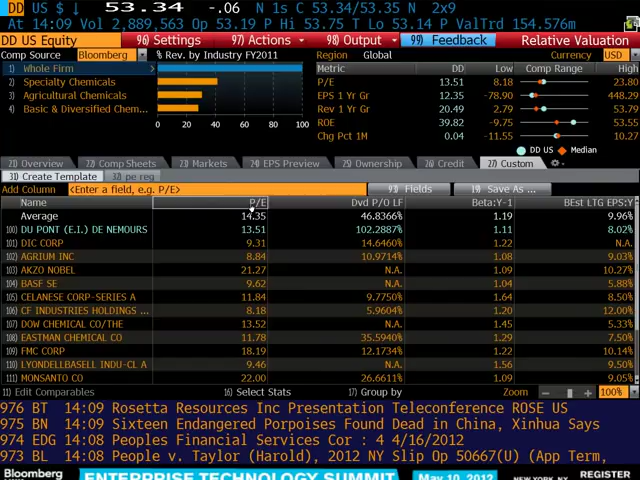 DD US $ ↓ 53.34 -.06 N 1s C 53.34/53.35 N 2x9
At 14:09 Vol 2,889,563 Op 53.19 P Hi 53.75 T Lo 53.14 P ValTrd 154.576m
DD US Equity 96) Settings 97) Actions 98) Output 99) Feedback Relative Valuation
Comp Source Bloomberg % Rev. by Industry FY2011 Region Global Currency USD
1) Whole Firm
2) Specialty Chemicals
3) Agricultural Chemicals
4) Basic & Diversified Chem...
0 20 40 60 80 100
Metric DD Low Comp Range High
P/E 13.51 8.18 23.80
EPS 1 Yr Gr 12.35 -78.90 448.29
Rev 1 Yr Gr 20.49 2.79 53.79
ROE 39.82 -9.75 53.55
Chg Pct 1M 0.04 -11.55 10.27
DD US Median
21) Overview 22) Comp Sheets 23) Markets 24) EPS Preview 25) Ownership 26) Credit 27) Custom
31) Create Template 32) pe reg
Add Column <Enter a field, e.g. P/E> 93) Fields 19) Save As ...
Name P/E Dvd P/O LF Beta:Y-1 BEst LTG EPS:Y
Average 14.35 46.8366% 1.19 9.96%
100) DU PONT (E.I.) DE NEMOURS 13.51 102.2887% 1.11 8.02%
101) DIC CORP 9.31 14.6460% 1.22 N.A.
102) AGRIUM INC 8.84 10.9714% 1.08 9.03%
103) AKZO NOBEL 21.27 N.A. 1.09 10.27%
104) BASF SE 9.62 N.A. 1.04 5.88%
105) CELANESE CORP-SERIES A 11.84 9.7750% 1.64 8.50%
106) CF INDUSTRIES HOLDINGS ... 8.18 5.9604% 1.20 12.00%
107) DOW CHEMICAL CO/THE 13.52 N.A. 1.45 5.33%
108) EASTMAN CHEMICAL CO 11.78 35.5940% 1.29 7.50%
109) FMC CORP 18.19 12.1734% 1.22 10.14%
110) LYONDELLBASELL INDU-CL A 9.46 N.A. 1.56 9.50%
111) MONSANTO CO 22.00 26.6611% 1.09 9.05%
11) Edit Comparables 16) Select Stats 17) Group by Zoom 100%
976 BT 14:09 Rosetta Resources Inc Presentation Teleconference ROSE US
975 BN 14:09 Sixteen Endangered Porpoises Found Dead in China, Xinhua Says
974 EDG 14:08 Peoples Financial Services Cor : 4 4/16/2012
973 BL 14:08 People v. Taylor (Harold), 2012 NY Slip Op 50667(U) (App Term,
Bloomberg ENTERPRISE TECHNOLOGY SUMMIT May 10, 2012 NEW YORK, NY REGISTER